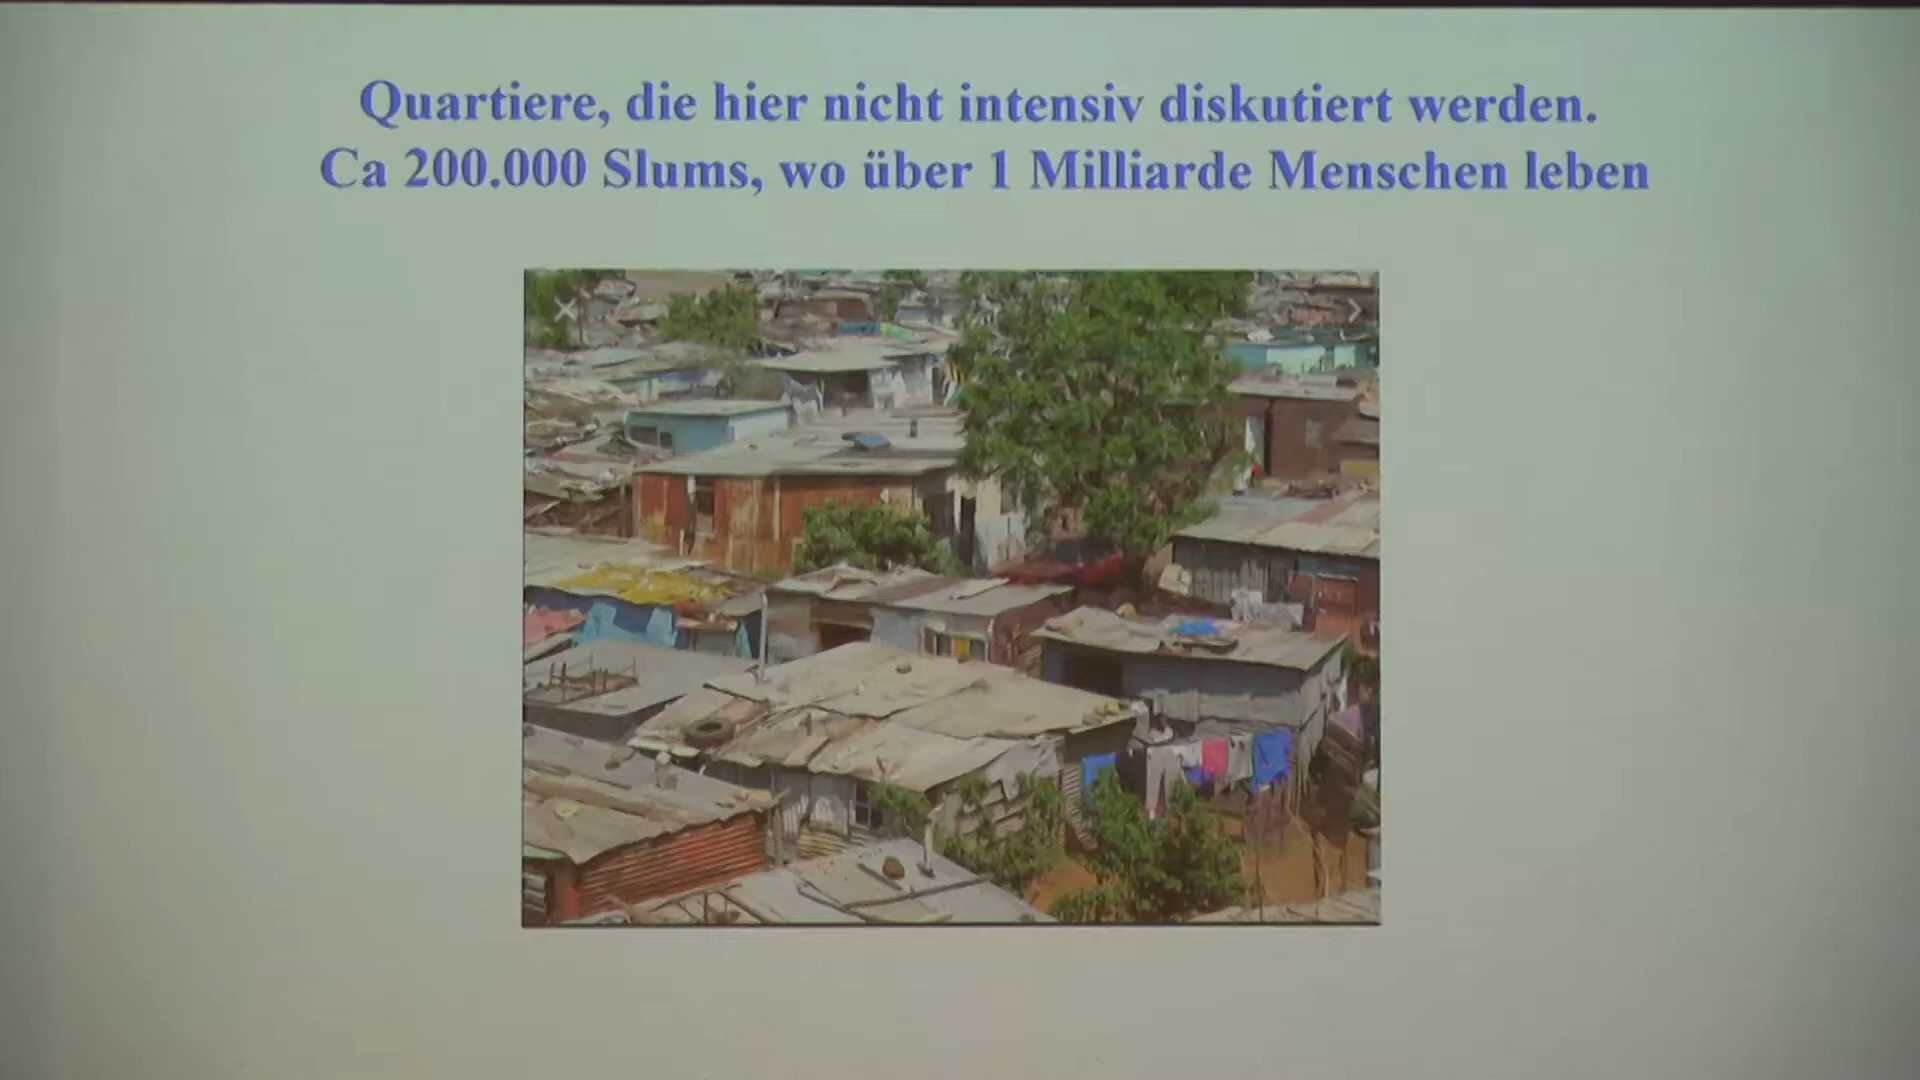 Quartiere, die hier nicht intensiv diskutiert werden.
Ca 200.000 Slums, wo über 1 Milliarde Menschen leben